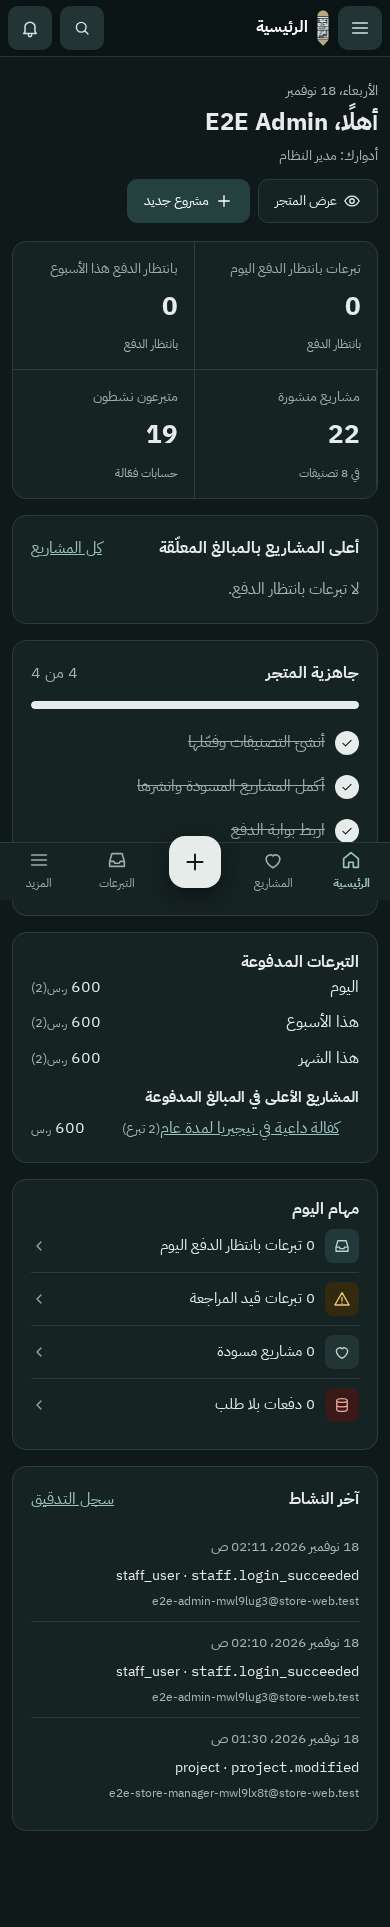 الرئيسية
الأربعاء، 18 نوفمبر
أهلًا، E2E Admin
أدوارك: مدير النظام
عرض المتجر
مشروع جديد
تبرعات بانتظار الدفع اليوم
0
بانتظار الدفع
بانتظار الدفع هذا الأسبوع
0
بانتظار الدفع
مشاريع منشورة
22
في 8 تصنيفات
متبرعون نشطون
19
حسابات فعّالة
أعلى المشاريع بالمبالغ المعلّقة
كل المشاريع
لا تبرعات بانتظار الدفع.
جاهزية المتجر
4 من 4
أنشئ التصنيفات وفعّلها
أكمل المشاريع المسودة وانشرها
اربط بوابة الدفع
الرئيسية
المشاريع
التبرعات
المزيد
التبرعات المدفوعة
اليوم
600 ر.س(2)
هذا الأسبوع
600 ر.س(2)
هذا الشهر
600 ر.س(2)
المشاريع الأعلى في المبالغ المدفوعة
كفالة داعية في نيجيريا لمدة عام(2 تبرع)
600 ر.س
مهام اليوم
0 تبرعات بانتظار الدفع اليوم
0 تبرعات قيد المراجعة
0 مشاريع مسودة
0 دفعات بلا طلب
آخر النشاط
سجل التدقيق
18 نوفمبر 2026، 02:11 ص
staff_user · staff.login_succeeded
e2e-admin-mwl9lug3@store-web.test
18 نوفمبر 2026، 02:10 ص
staff_user · staff.login_succeeded
e2e-admin-mwl9lug3@store-web.test
18 نوفمبر 2026، 01:30 ص
project · project.modified
e2e-store-manager-mwl9lx8t@store-web.test